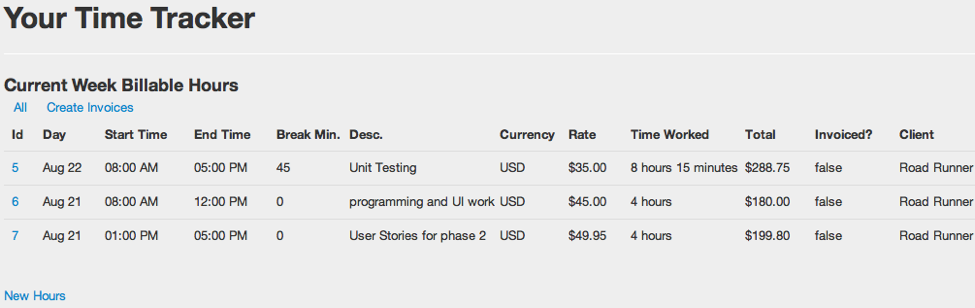 Your Time Tracker
Current Week Billable Hours
All Create Invoices
Id Day Start Time End Time Break Min. Desc. Currency Rate Time Worked Total Invoiced? Client
5 Aug 22 08:00 AM 05:00 PM 45 Unit Testing USD $35.00 8 hours 15 minutes $288.75 false Road Runner
6 Aug 21 08:00 AM 12:00 PM 0 programming and UI work USD $45.00 4 hours $180.00 false Road Runner
7 Aug 21 01:00 PM 05:00 PM 0 User Stories for phase 2 USD $49.95 4 hours $199.80 false Road Runner
New Hours